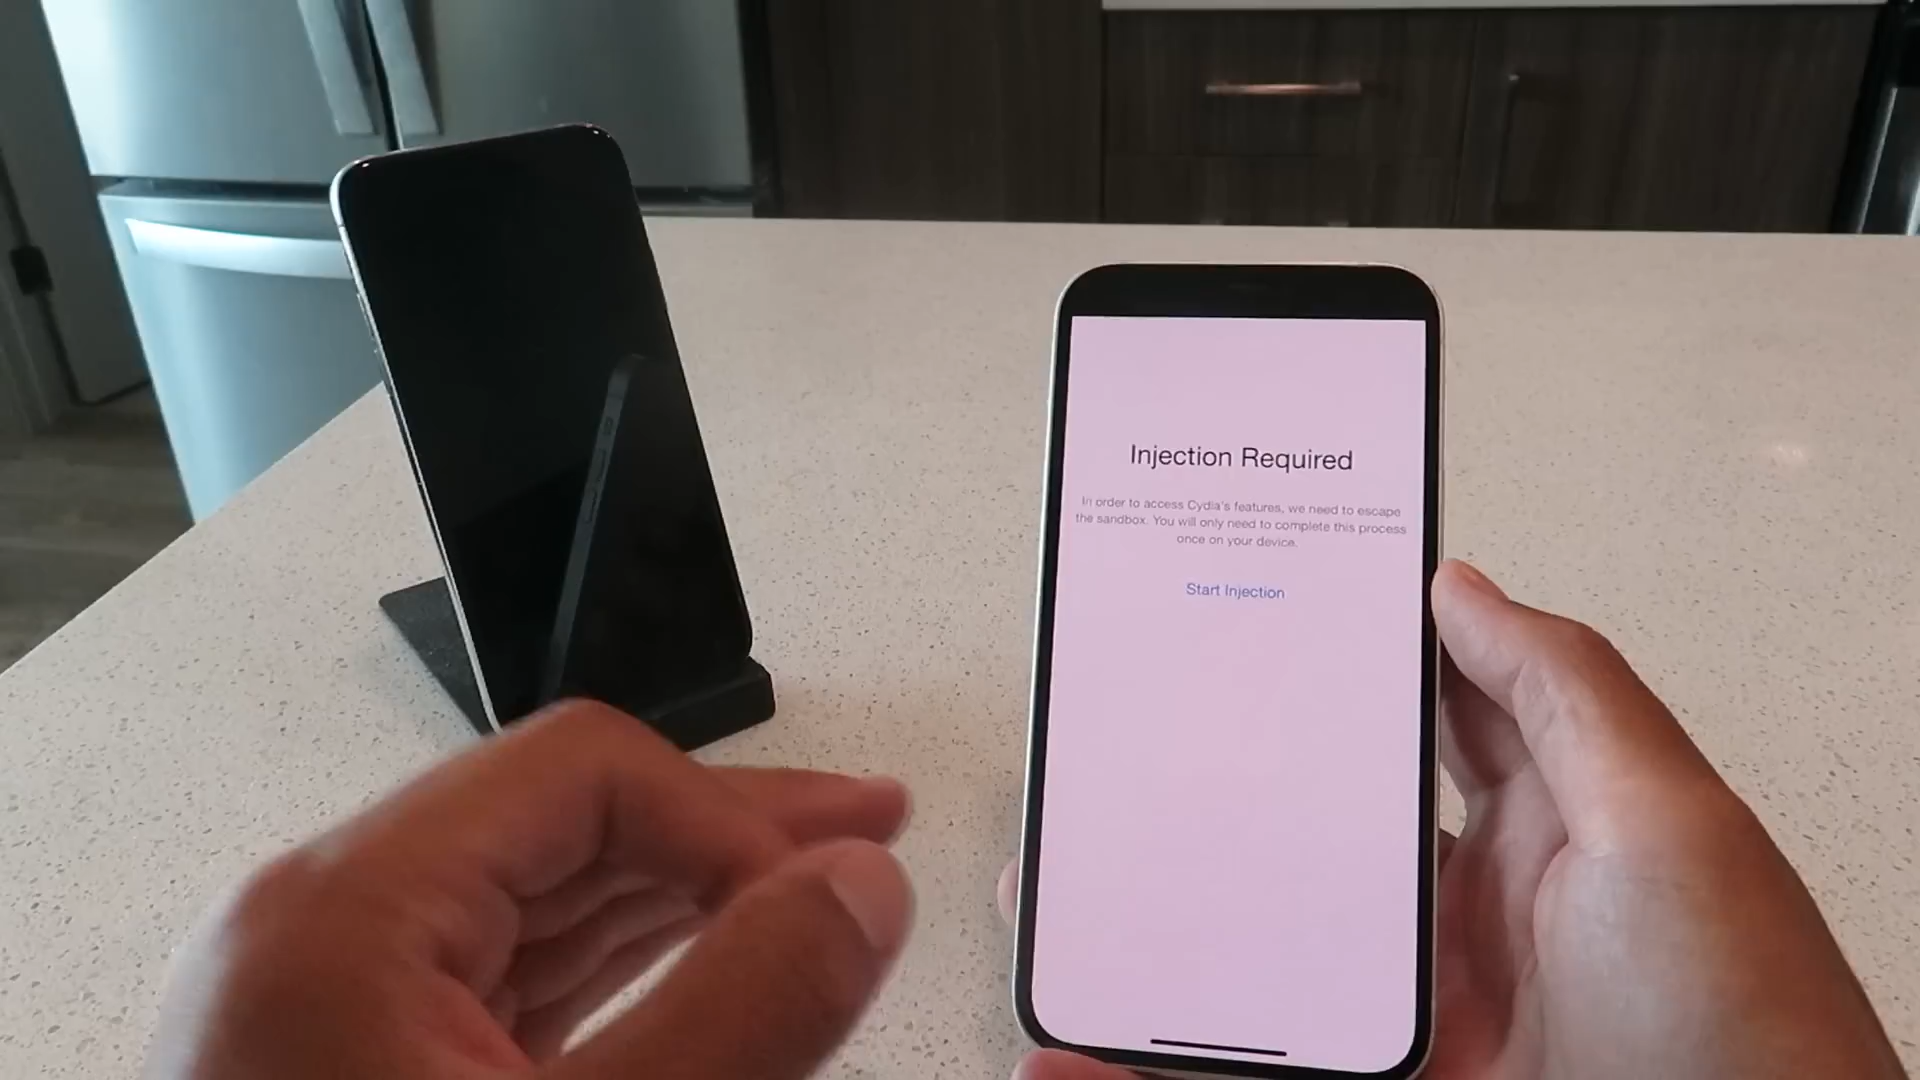 Injection Required
In order to access Cydia's features, we need to escape
the sandbox. You will only need to complete this process
once on your device.
Start Injection